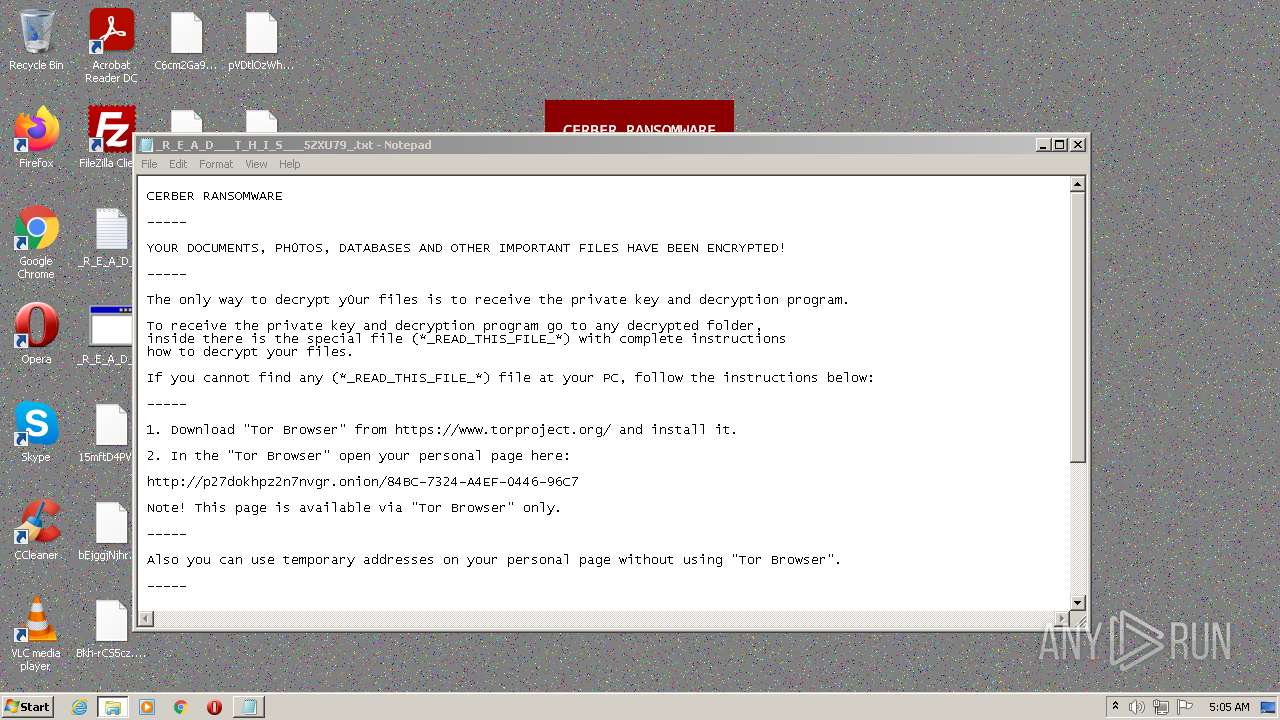 Recycle Bin
Acrobat
Reader DC
C6cm2Ga9...
pVDtlOzWh...
Firefox
FileZilla Clie
CERBER RANSOMWARE
_R_E_A_D___T_H_I_S___5ZXU79_.txt - Notepad
File Edit Format View Help
CERBER RANSOMWARE
-----
YOUR DOCUMENTS, PH0TOS, DATABASES AND OTHER IMPORTANT FILES HAVE BEEN ENCRYPTED!
-----
The only way to decrypt y0ur files is to receive the private key and decryption program.
To receive the private key and decryption program go to any decrypted folder,
inside there is the special file (*_READ_THIS_FILE_*) with complete instructions
how to decrypt your files.
If you cannot find any (*_READ_THIS_FILE_*) file at your PC, follow the instructions below:
-----
1. Download "Tor Browser" from https://www.torproject.org/ and install it.
2. In the "Tor Browser" open your personal page here:
http://p27dokhpz2n7nvgr.onion/84BC-7324-A4EF-0446-96C7
Note! This page is available via "Tor Browser" only.
-----
Also you can use temporary addresses on your personal page without using "Tor Browser".
-----
Google
Chrome
_R_E_A_D_
Opera
_R_E_A_D_
Skype
15mftD4PV
CCleaner
bEjggjNihr
VLC media
player
BkhrCS5cz....
ANY RUN
Start
5:05 AM